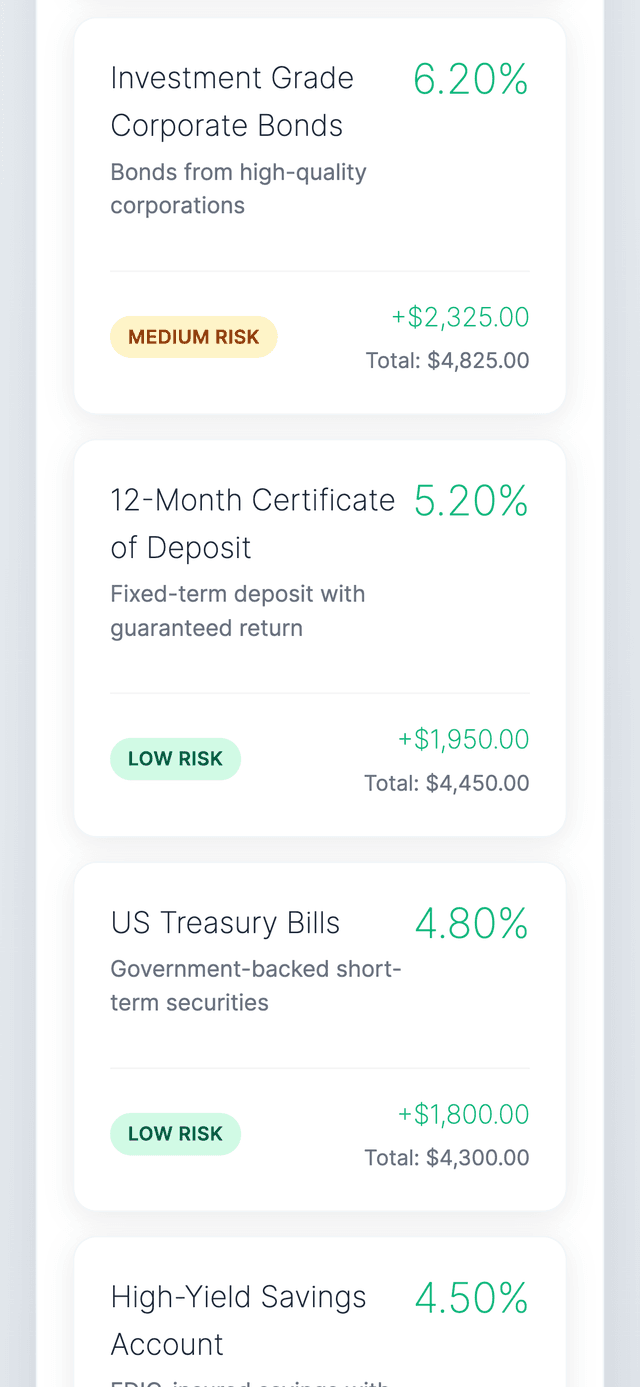 Investment Grade
Corporate Bonds
6.20%
Bonds from high-quality
corporations
MEDIUM RISK
+$2,325.00
Total: $4,825.00
12-Month Certificate
of Deposit
5.20%
Fixed-term deposit with
guaranteed return
LOW RISK
+$1,950.00
Total: $4,450.00
US Treasury Bills
4.80%
Government-backed short-
term securities
LOW RISK
+$1,800.00
Total: $4,300.00
High-Yield Savings
Account
4.50%